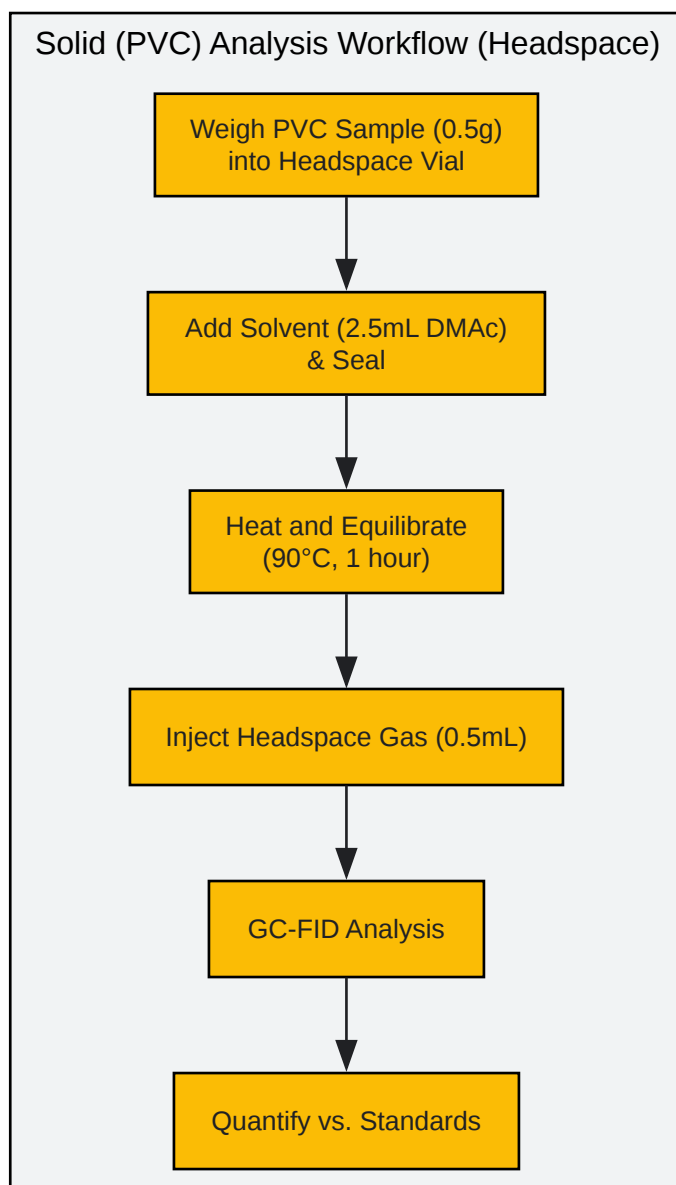 Solid (PVC) Analysis Workflow (Headspace)
Weigh PVC Sample (0.5g)
into Headspace Vial
Add Solvent (2.5mL DMAc)
& Seal
Heat and Equilibrate
(90°C, 1 hour)
Inject Headspace Gas (0.5mL)
GC-FID Analysis
Quantify vs. Standards